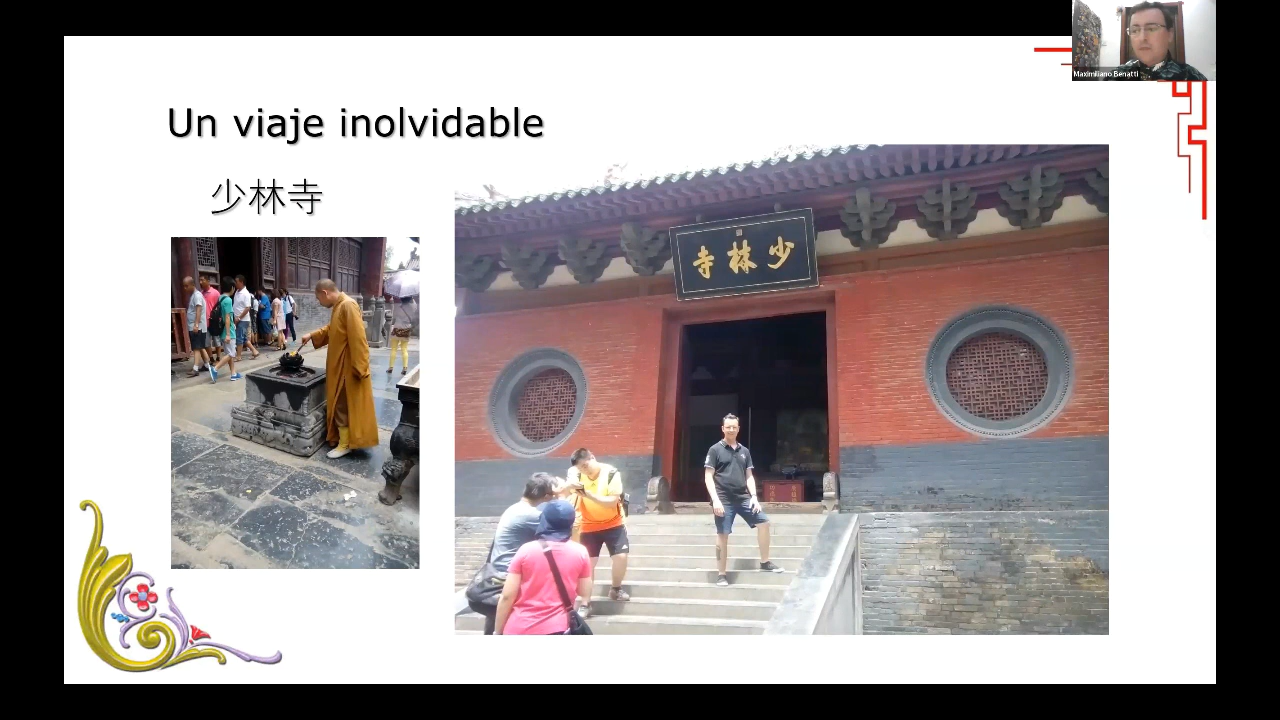 Maximiliano Benatti
Un viaje inolvidable
少林寺
寺林少